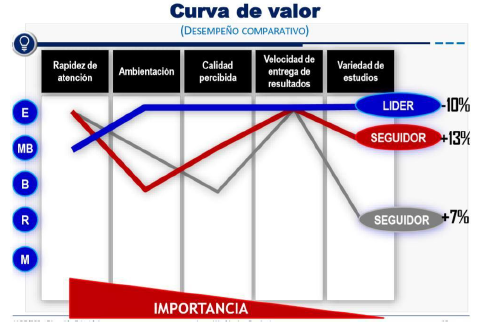 Curva de valor
(DESEMPEÑO COMPARATIVO)
Rapidez de atención
Ambientación
Calidad percibida
Velocidad de entrega de resultados
Variedad de estudios
E
MB
B
R
M
LIDER
-10%
SEGUIDOR
+13%
SEGUIDOR
+7%
IMPORTANCIA